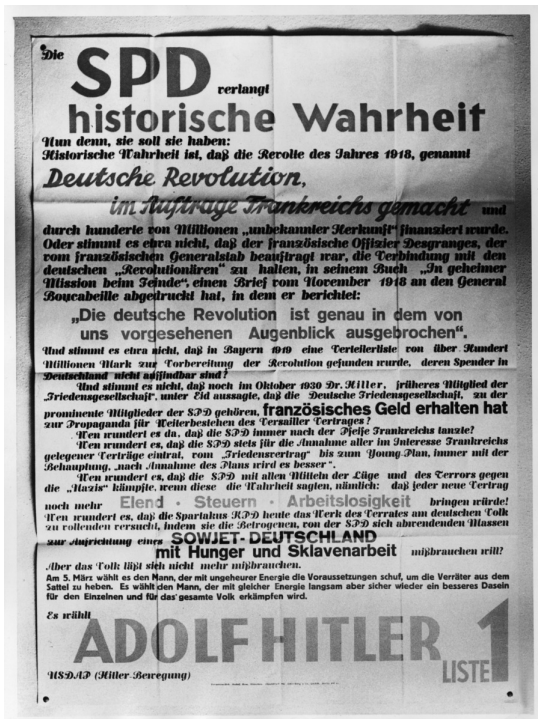 Die
SPD verlangt
historische Wahrheit
Nun denn, sie soll sie haben:
Historische Wahrheit ist, daß die Revolte des Jahres 1918, genannt
Deutsche Revolution,
im Auftrage Frankreichs gemacht und
durch hunderte von Millionen „unbekannter Herkunft“ finanziert wurde.
Oder stimmt es etwa nicht, daß der französische Offizier Desgranges, der
vom französischen Generalstab beauftragt war, die Verbindung mit den
deutschen „Revolutionären“ zu halten, in seinem Buch „In geheimer
Mission beim Feinde“, einen Brief vom November 1918 an den General
Boucabeille abgedruckt hat, in dem er berichtet:
„Die deutsche Revolution ist genau in dem von
uns vorgesehenen Augenblick ausgebrochen“.
Und stimmt es etwa nicht, daß in Bayern 1919 eine Verteilerliste von über Hundert
Millionen Mark zur Vorbereitung der Revolution gefunden wurde, deren Spender in
Deutschland nicht auffindbar sind?
Und stimmt es nicht, daß noch im Oktober 1930 Dr. Hiller, früheres Mitglied der
„Friedensgesellschaft“, unter Eid aussagte, daß die Deutsche Friedensgesellschaft, zu der
prominente Mitglieder der SPD gehören, französisches Geld erhalten hat
zur Propaganda für Weiterbestehen des Versailler Vertrages?
Wen wundert es da, daß die SPD immer nach der Pfeife Frankreichs tanzte?
Wen wundert es, daß die SPD stets für die Annahme aller im Interesse Frankreichs
gelegener Verträge eintrat, vom „Friedensvertrag“ bis zum Young-Plan, immer mit der
Behauptung, „nach Annahme des Plans wird es besser“.
Wen wundert es, daß die SPD mit allen Mitteln der Lüge und des Terrors gegen
die „Nazis“ kämpfte, wenn diese die Wahrheit sagten, nämlich: daß jeder neue Vertrag
noch mehr Elend · Steuern · Arbeitslosigkeit bringen würde!
Wen wundert es, daß die Spartakus KPD heute das Werk des Verrates am deutschen Volk
zu vollenden versucht, indem sie die Betrogenen, von der SPD sich abwendenden Massen
zur Aufrichtung eines SOWJET-DEUTSCHLAND
mit Hunger und Sklavenarbeit mißbrauchen will?
Aber das Volk läßt sich nicht mehr mißbrauchen.
Am 5. März wählt es den Mann, der mit ungeheurer Energie die Voraussetzungen schuf, um die Verräter aus dem
Sattel zu heben. Es wählt den Mann, der mit gleicher Energie langsam aber sicher wieder ein besseres Dasein
für den Einzelnen und für das gesamte Volk erkämpfen wird.
Es wählt
ADOLF HITLER LISTE 1
NSDAP (Hitler-Bewegung)